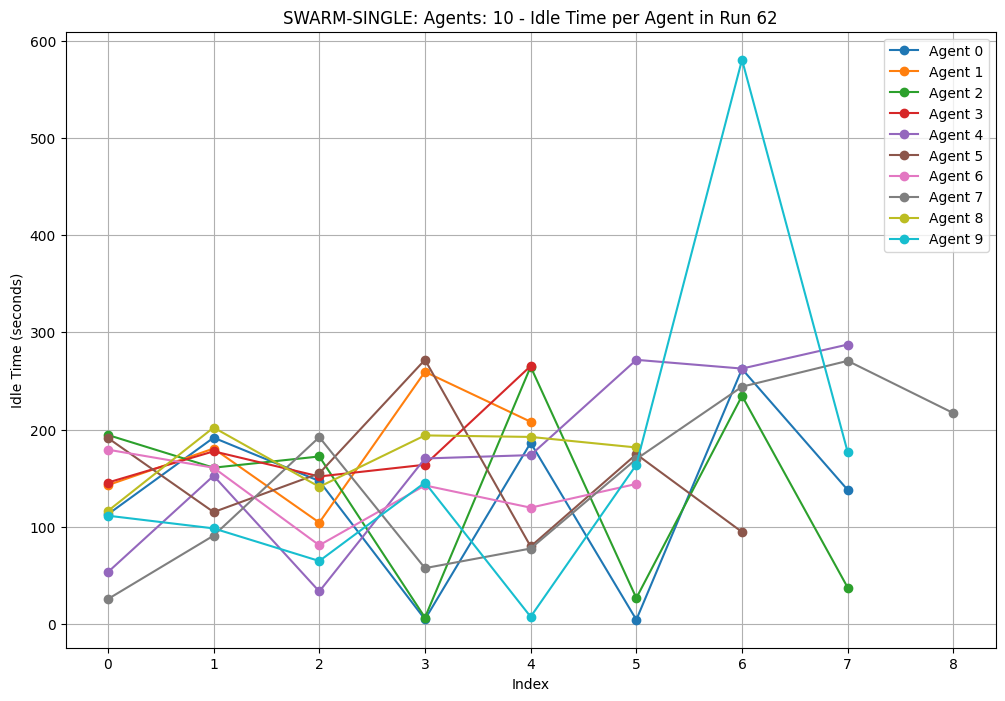 SWARM-SINGLE: Agents: 10 - Idle Time per Agent in Run 62
Idle Time (seconds)
600
500
400
300
200
100
0
0 1 2 3 4 5 6 7 8
Index
Agent 0
Agent 1
Agent 2
Agent 3
Agent 4
Agent 5
Agent 6
Agent 7
Agent 8
Agent 9